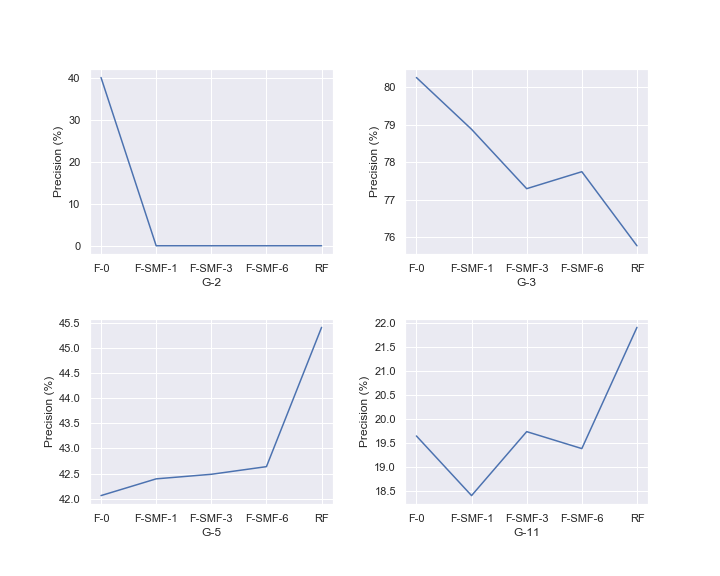 40
30
20
10
0
Precision (%)
F-0 F-SMF-1 F-SMF-3 F-SMF-6 RF
G-2
80
79
78
77
76
Precision (%)
F-0 F-SMF-1 F-SMF-3 F-SMF-6 RF
G-3
45.5
45.0
44.5
44.0
43.5
43.0
42.5
42.0
Precision (%)
F-0 F-SMF-1 F-SMF-3 F-SMF-6 RF
G-5
22.0
21.5
21.0
20.5
20.0
19.5
19.0
18.5
Precision (%)
F-0 F-SMF-1 F-SMF-3 F-SMF-6 RF
G-11